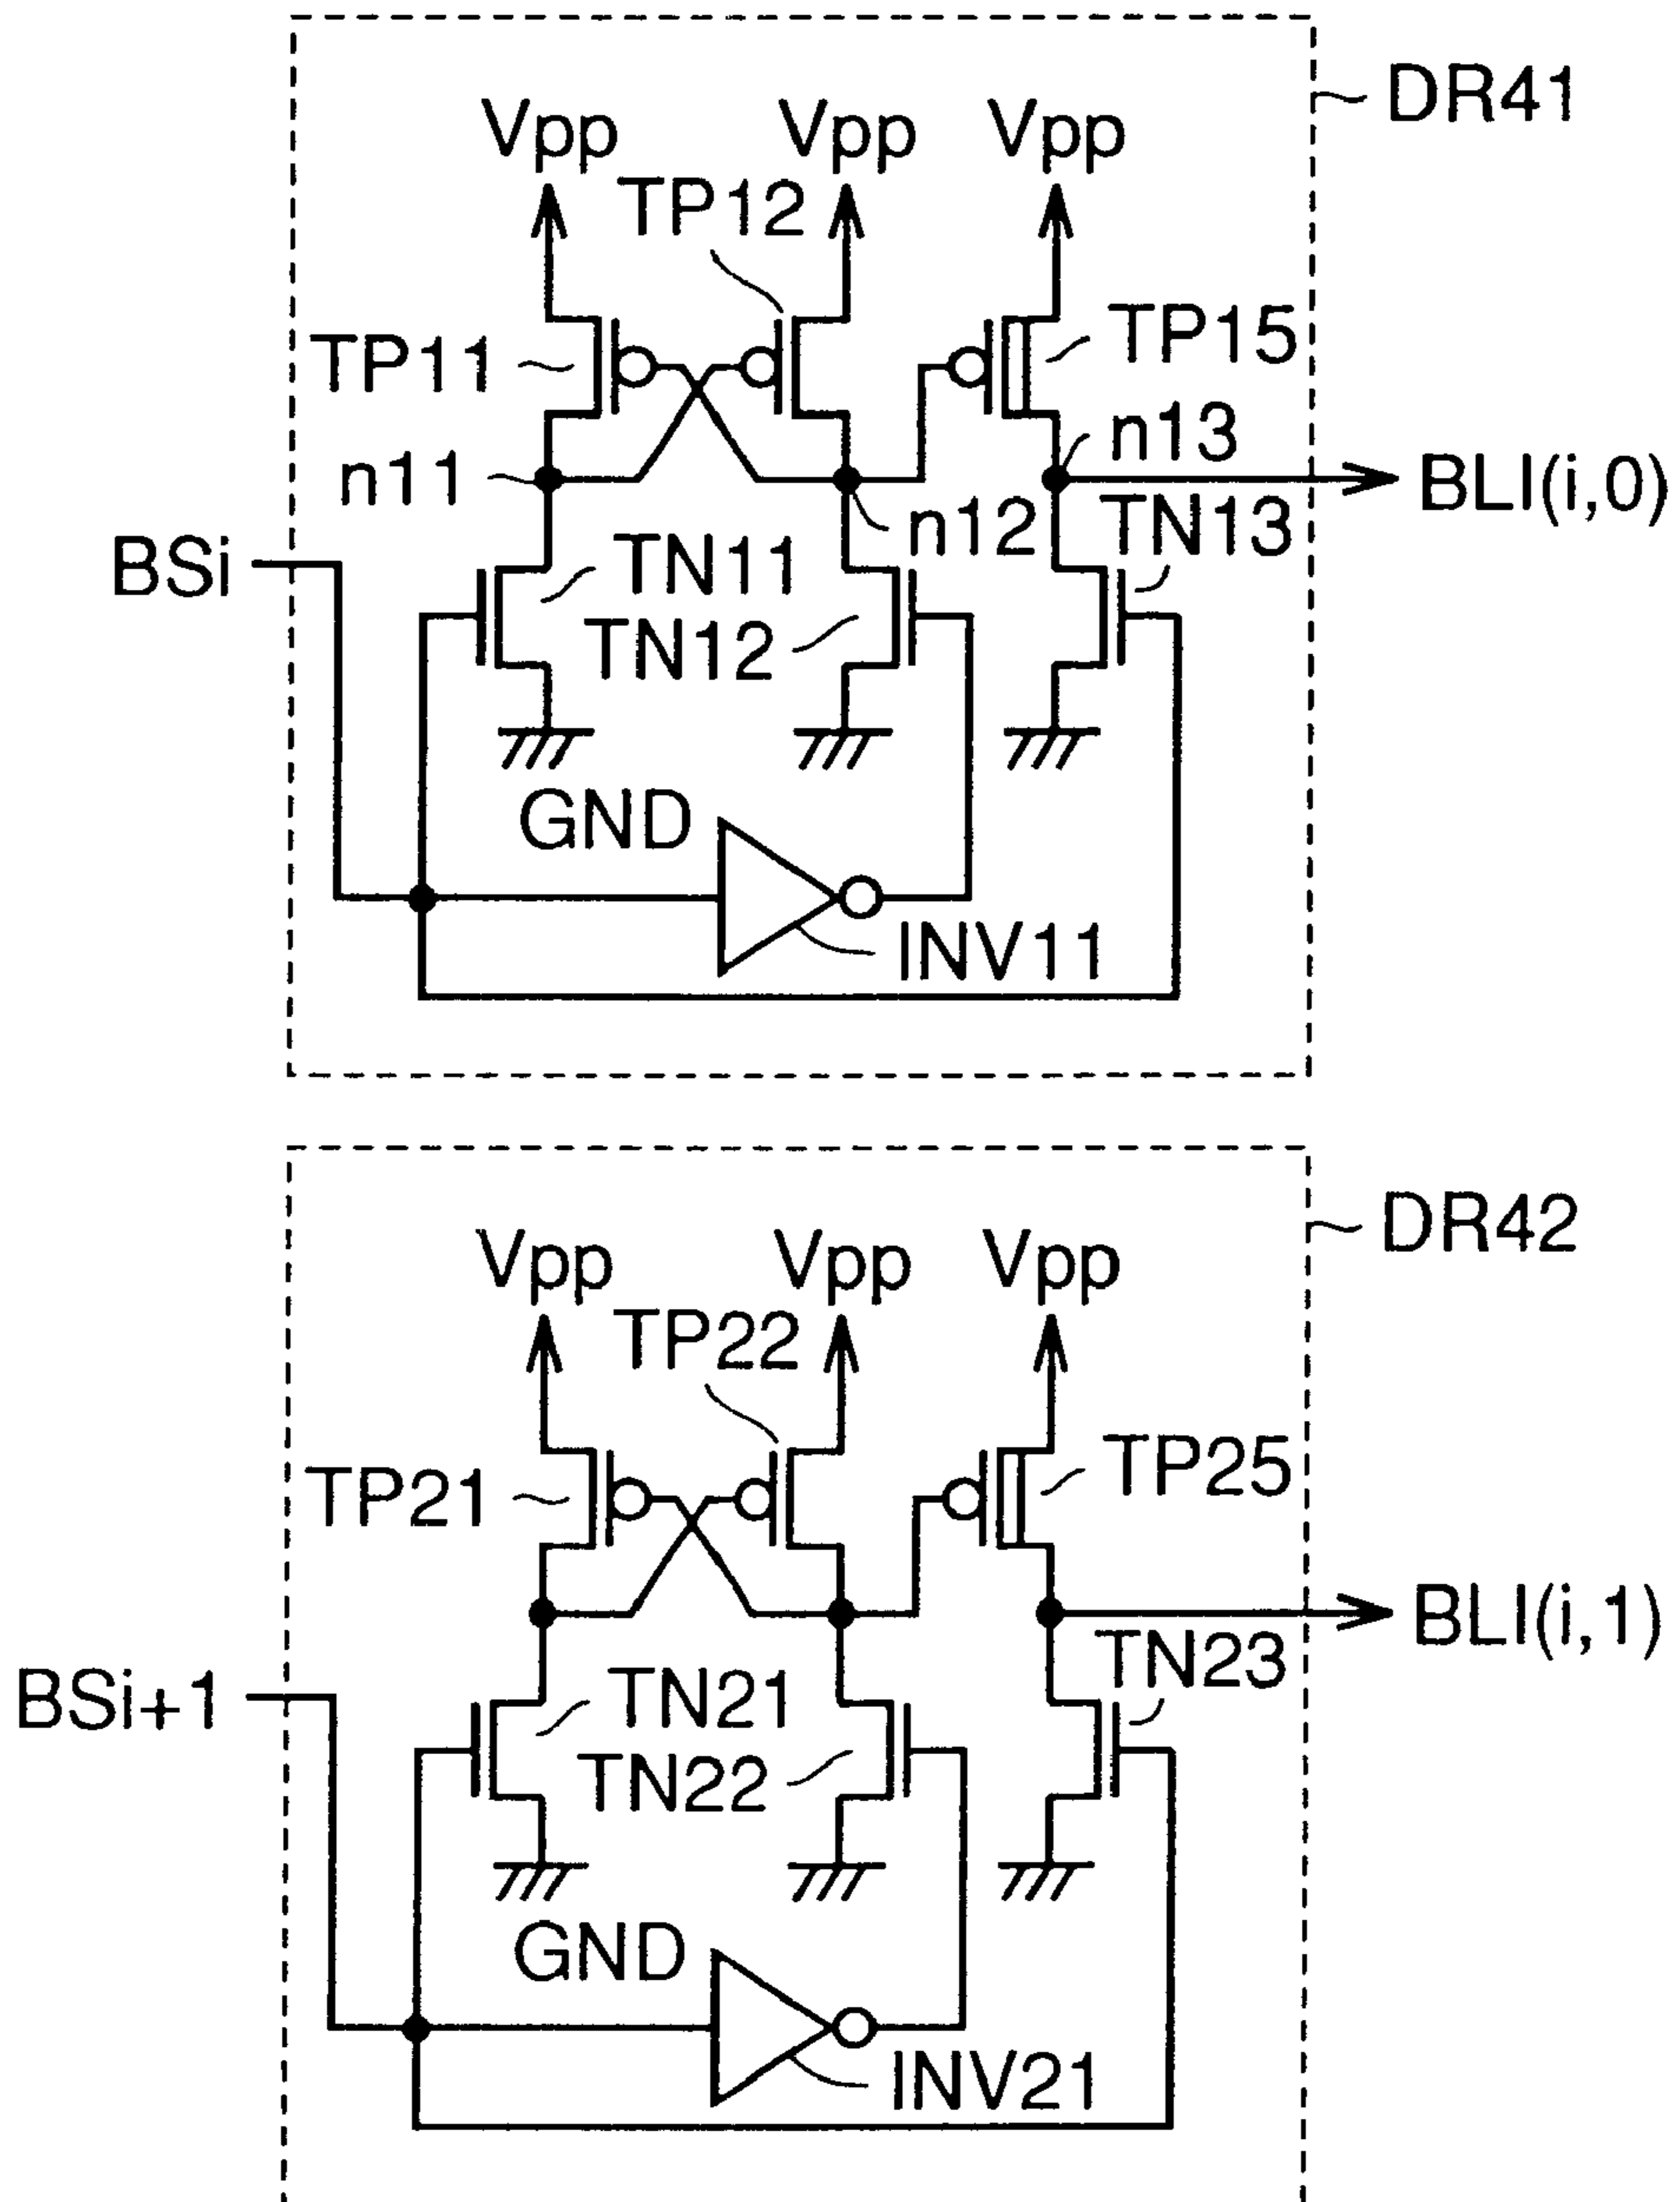 DR41
Vpp Vpp Vpp
TP12
TP11
TP15
n13
n11
BLI(i,0)
n12
TN13
BSi
TN11
TN12
GND
INV11
DR42
Vpp Vpp Vpp
TP22
TP21
TP25
BLI(i,1)
TN23
BSi+1
TN21
TN22
GND
INV21